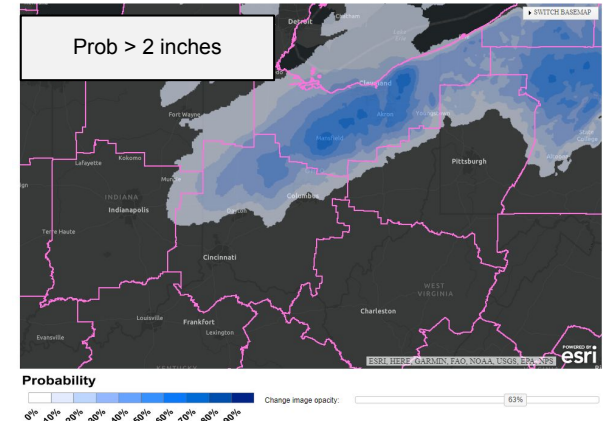 Prob > 2 inches
SWITCH BASEMAP
Detroit
Cleveland
Akron
Youngstown
Mansfield
Fort Wayne
Pittsburgh
Lafayette
Kokomo
INDIANA
Indianapolis
Columbus
Dayton
Terre Haute
Cincinnati
WEST
VIRGINIA
Charleston
Louisville
Frankfort
Lexington
Evansville
KENTUCKY
ESRI, HERE, GARMIN, FAO, NOAA, USGS, EPA, NPS
POWERED BY
esri
Probability
0% 10% 20% 30% 40% 50% 60% 70% 80% 90%
Change image opacity:
63%